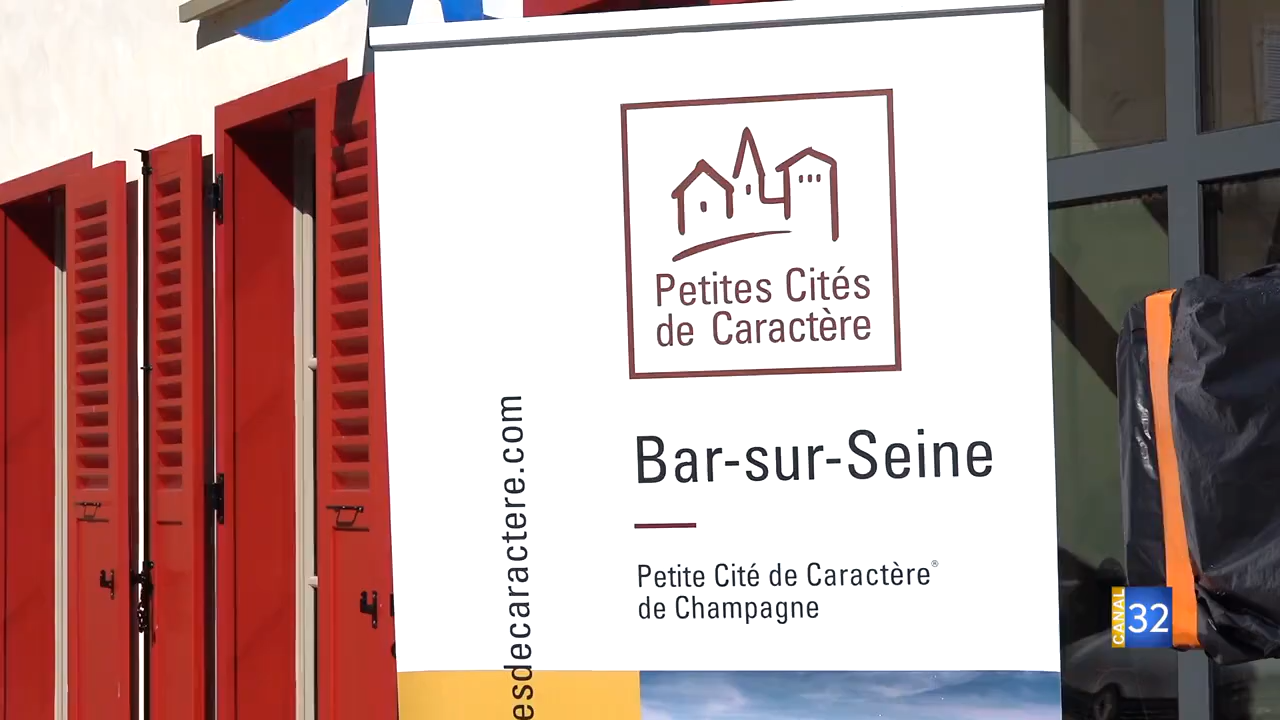 Petites Cités
de Caractère
Bar-sur-Seine
Petite Cité de Caractère®
de Champagne
esdecaractere.com
CANAL
32